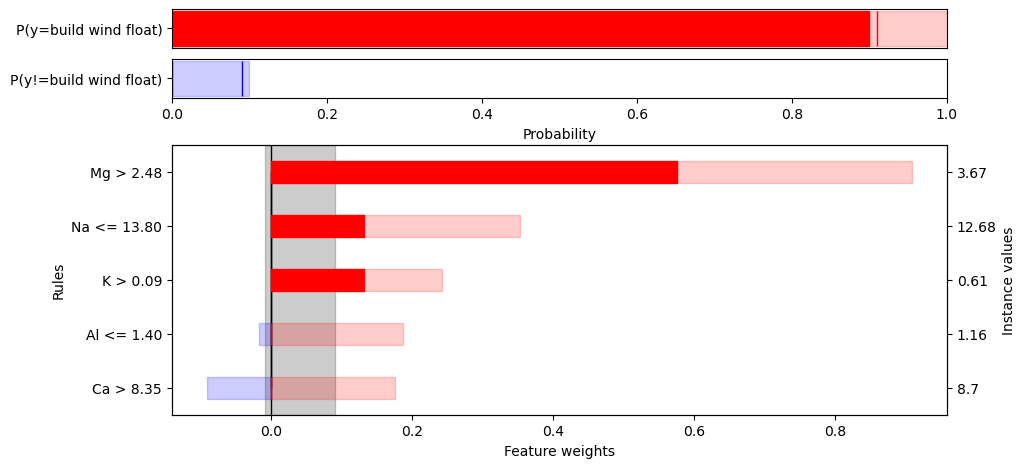 P(y=build wind float)
P(y!=build wind float)
0.0 0.2 0.4 0.6 0.8 1.0
Probability
Mg > 2.48 3.67
Na <= 13.80 12.68
K > 0.09 0.61
Al <= 1.40 1.16
Ca > 8.35 8.7
Rules
Instance values
0.0 0.2 0.4 0.6 0.8
Feature weights